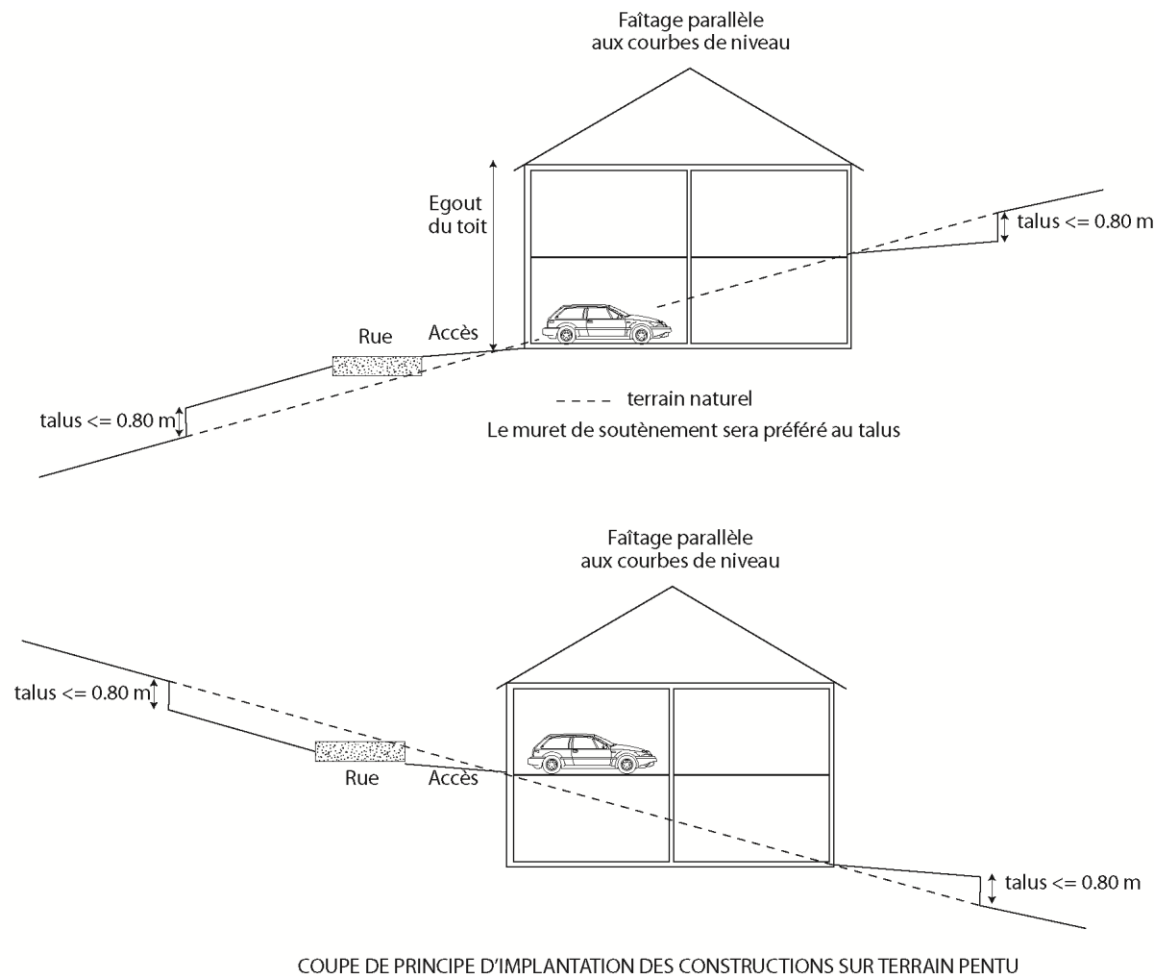 Faîtage parallèle
aux courbes de niveau
Egout
du toit
talus <= 0.80 m
Rue
Accès
talus <= 0.80 m
---- terrain naturel
Le muret de soutènement sera préféré au talus
Faîtage parallèle
aux courbes de niveau
talus <= 0.80 m
Rue
Accès
talus <= 0.80 m
COUPE DE PRINCIPE D'IMPLANTATION DES CONSTRUCTIONS SUR TERRAIN PENTU